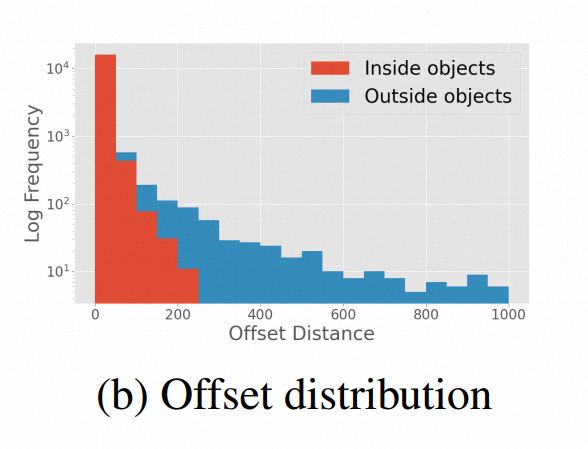 Log Frequency
10⁴
10³
10²
10¹
Inside objects
Outside objects
0 200 400 600 800 1000
Offset Distance
(b) Offset distribution